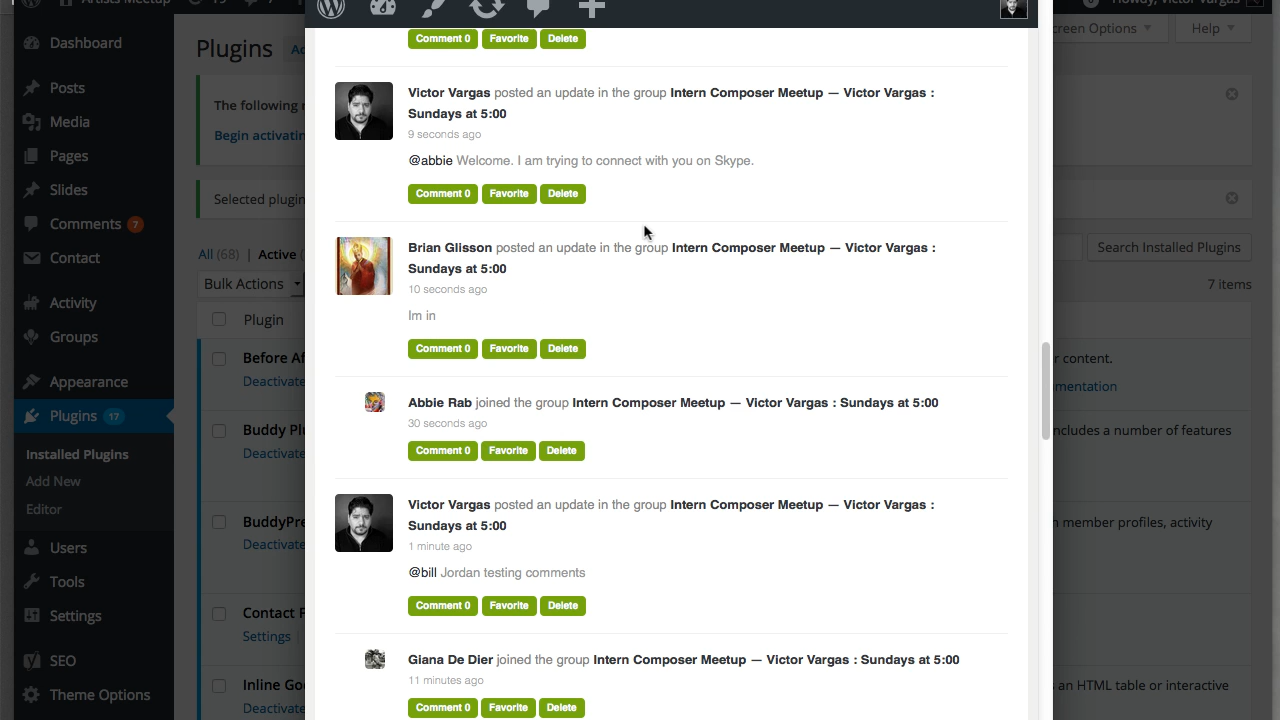 Artists Meetup
19
7
Howdy, Victor Vargas
Dashboard
Posts
Media
Pages
Slides
Comments 7
Contact
Activity
Groups
Appearance
Plugins 17
Installed Plugins
Add New
Editor
Users
Tools
Settings
SEO
Theme Options
Plugins
Screen Options
Help
The following
Begin activatin
Selected plugin
All (68) | Active (
Search Installed Plugins
Bulk Actions
7 items
Plugin
Before Af
Deactivate
r content.
mentation
Buddy Plu
Deactivate
ncludes a number of features
BuddyPre
Deactivate
n member profiles, activity
Contact F
Settings
Inline Goo
Deactivate
s an HTML table or interactive
Comment 0 Favorite Delete
Victor Vargas posted an update in the group Intern Composer Meetup — Victor Vargas :
Sundays at 5:00
9 seconds ago
@abbie Welcome. I am trying to connect with you on Skype.
Comment 0 Favorite Delete
Brian Glisson posted an update in the group Intern Composer Meetup — Victor Vargas :
Sundays at 5:00
10 seconds ago
Im in
Comment 0 Favorite Delete
Abbie Rab joined the group Intern Composer Meetup — Victor Vargas : Sundays at 5:00
30 seconds ago
Comment 0 Favorite Delete
Victor Vargas posted an update in the group Intern Composer Meetup — Victor Vargas :
Sundays at 5:00
1 minute ago
@bill Jordan testing comments
Comment 0 Favorite Delete
Giana De Dier joined the group Intern Composer Meetup — Victor Vargas : Sundays at 5:00
11 minutes ago
Comment 0 Favorite Delete